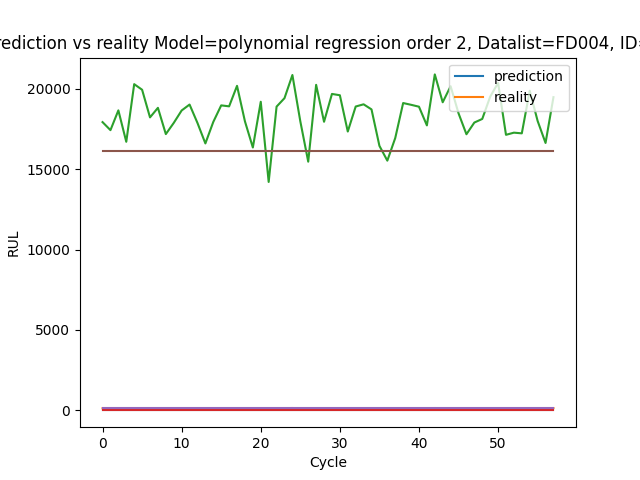 rediction vs reality Model=polynomial regression order 2, Datalist=FD004, ID=
prediction
reality
20000
15000
10000
5000
0
RUL
0 10 20 30 40 50
Cycle